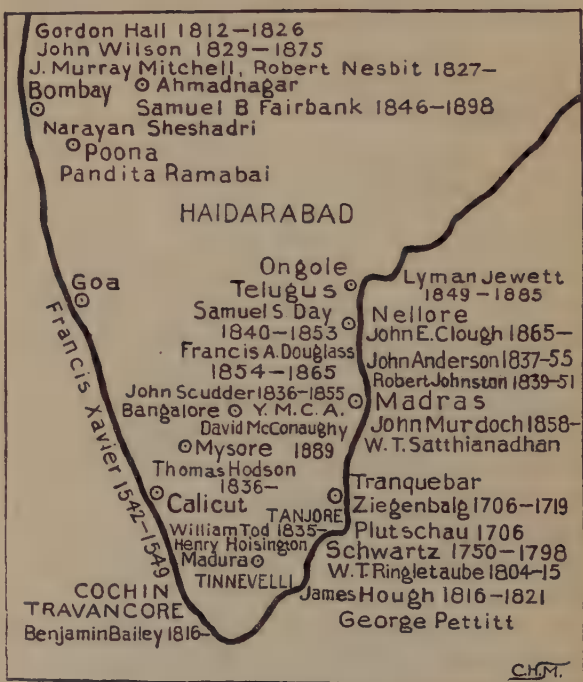 Gordon Hall 1812-1826
John Wilson 1829-1875
J. Murray Mitchell, Robert Nesbit 1827-
Bombay Ahmadnagar
Samuel B Fairbank 1846-1898
Narayan Sheshadri
Poona
Pandita Ramabai
HAIDARABAD
Goa
Francis Xavier 1542-1549
Ongole
Telugus
Lyman Jewett
1849-1885
Samuel S Day
1840-1853
Nellore
John E. Clough 1865-
Francis A. Douglass
1854-1865
John Anderson 1837-55
Robert Johnston 1839-51
John Scudder 1836-1855
Bangalore Y.M.C.A.
Madras
David McConaughy
1889
John Murdoch 1858-
W.T. Satthianadhan
Mysore
Thomas Hodson
1836-
Calicut
Tranquebar
TANJORE
Ziegenbalg 1706-1719
William Tod 1835-
Plutschau 1706
Henry Hoisington
Schwartz 1750-1798
Madura
W.T. Ringletaube 1804-15
TINNEVELLI
James Hough 1816-1821
COCHIN
TRAVANCORE
George Pettitt
Benjamin Bailey 1816-
C.H.M.